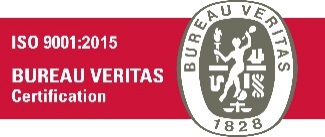 ISO 9001:2015
BUREAU VERITAS
Certification
BUREAU VERITAS
1828